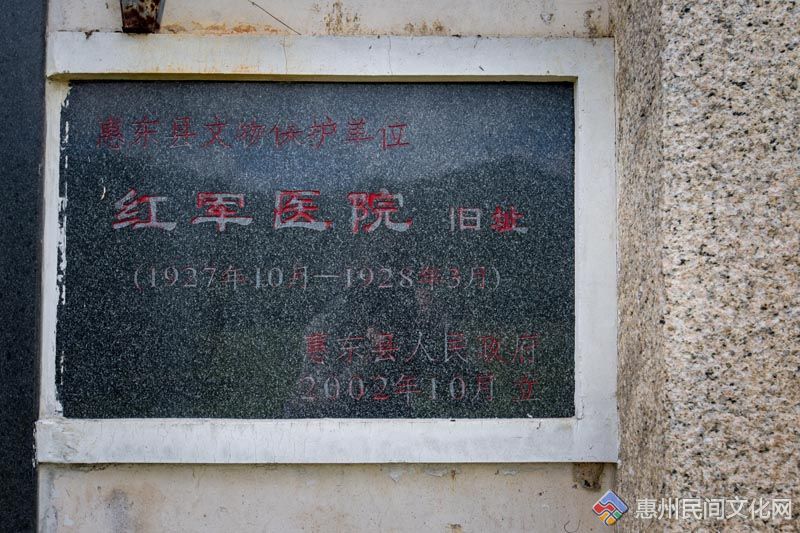 惠东县文物保护单位
红军医院 旧址
(1927年10月—1928年3月)
惠东县人民政府
2002年10月 立
惠州民间文化网